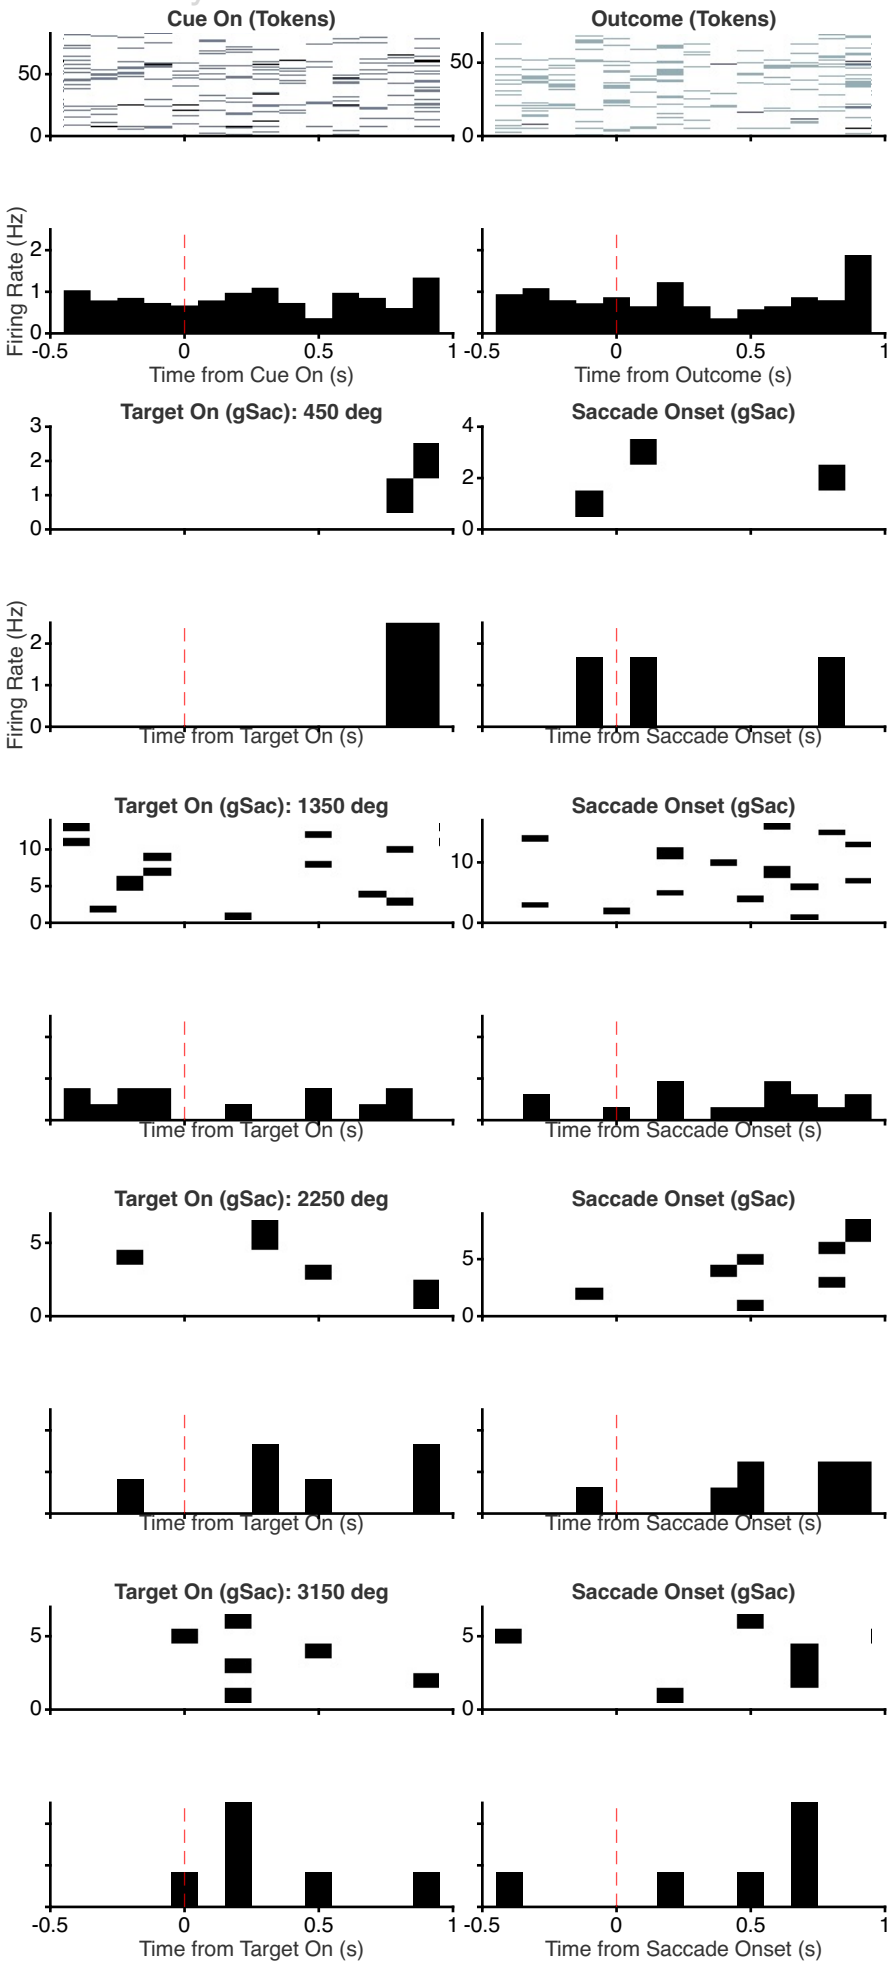 Cue On (Tokens)
Outcome (Tokens)
50
0
50
0
Firing Rate (Hz)
2
1
0
-0.5
0
0.5
1
-0.5
0
0.5
1
Time from Cue On (s)
Time from Outcome (s)
Target On (gSac): 450 deg
Saccade Onset (gSac)
3
2
1
0
4
2
0
Firing Rate (Hz)
2
1
0
Time from Target On (s)
Time from Saccade Onset (s)
Target On (gSac): 1350 deg
Saccade Onset (gSac)
10
5
0
10
0
Time from Target On (s)
Time from Saccade Onset (s)
Target On (gSac): 2250 deg
Saccade Onset (gSac)
5
0
5
0
Time from Target On (s)
Time from Saccade Onset (s)
Target On (gSac): 3150 deg
Saccade Onset (gSac)
5
0
5
0
-0.5
0
0.5
1
-0.5
0
0.5
1
Time from Target On (s)
Time from Saccade Onset (s)